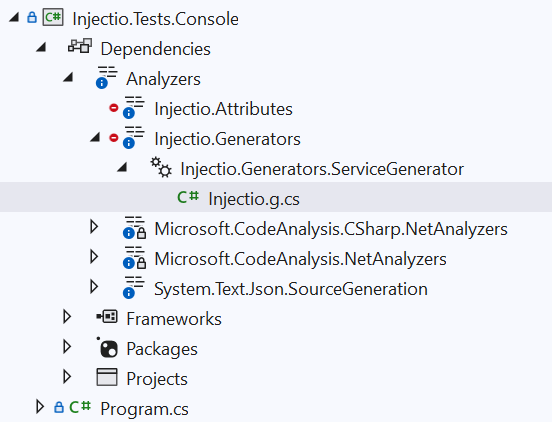 C# Injectio.Tests.Console
Dependencies
Analyzers
Injectio.Attributes
Injectio.Generators
Injectio.Generators.ServiceGenerator
C# Injectio.g.cs
Microsoft.CodeAnalysis.CSharp.NetAnalyzers
Microsoft.CodeAnalysis.NetAnalyzers
System.Text.Json.SourceGeneration
Frameworks
Packages
Projects
C# Program.cs